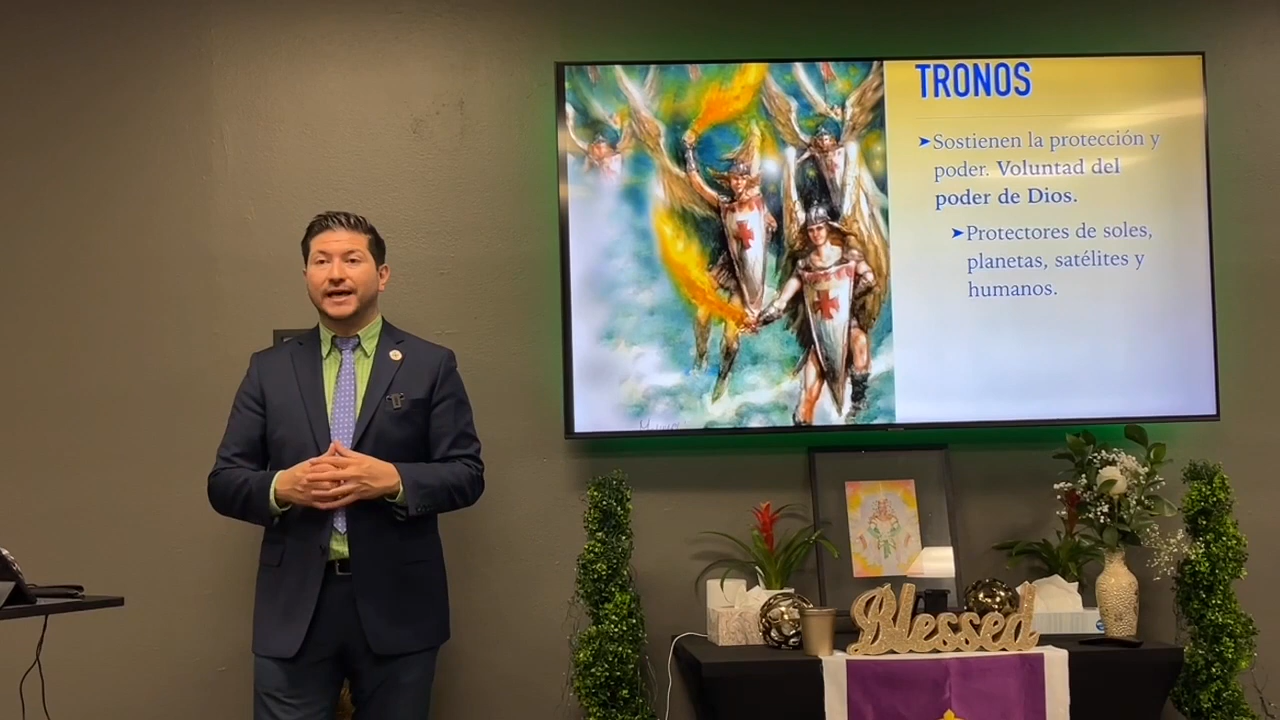 TRONOS
➤Sostienen la protección y
poder. Voluntad del
poder de Dios.
➤Protectores de soles,
planetas, satélites y
humanos.
Blessed